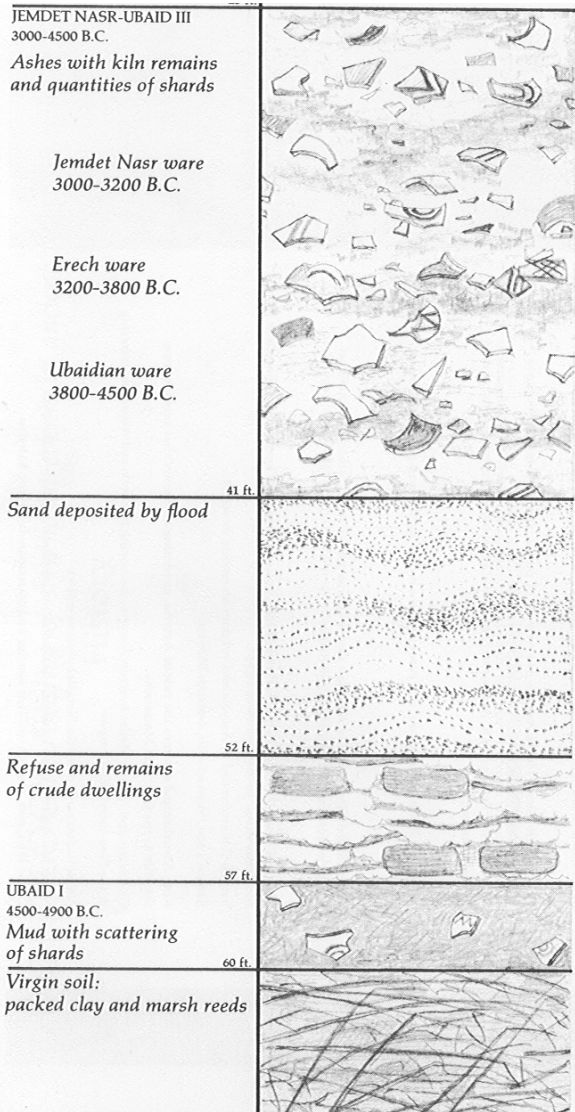 JEMDET NASR-UBAID III
3000-4500 B.C.
Ashes with kiln remains
and quantities of shards
Jemdet Nasr ware
3000-3200 B.C.
Erech ware
3200-3800 B.C.
Ubaidian ware
3800-4500 B.C.
41 ft.
Sand deposited by flood
52 ft.
Refuse and remains
of crude dwellings
57 ft.
UBAID I
4500-4900 B.C.
Mud with scattering
of shards
60 ft.
Virgin soil:
packed clay and marsh reeds